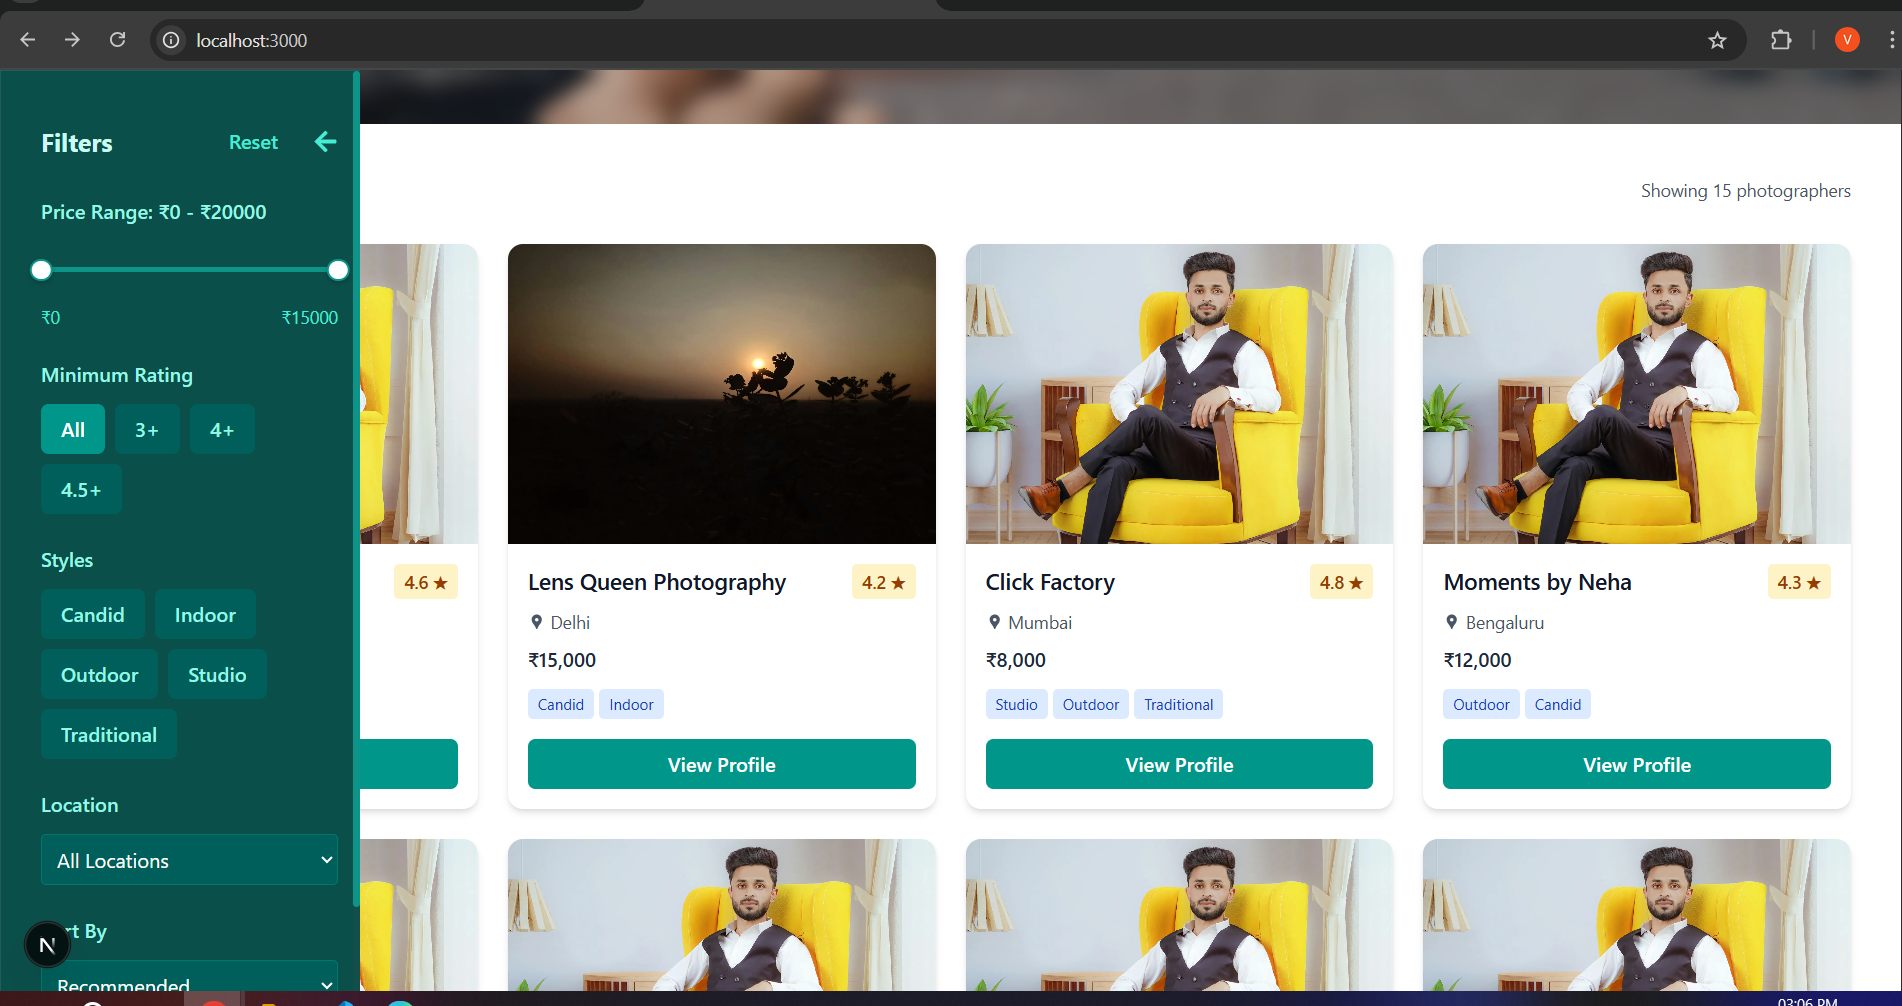 localhost:3000
V
Filters
Reset
Price Range: ₹0 - ₹20000
₹0
₹15000
Minimum Rating
All
3+
4+
4.5+
Styles
Candid
Indoor
Outdoor
Studio
Traditional
Location
All Locations
rt By
Recommended
N
Showing 15 photographers
4.6 ★
Lens Queen Photography
4.2 ★
Delhi
₹15,000
Candid
Indoor
View Profile
Click Factory
4.8 ★
Mumbai
₹8,000
Studio
Outdoor
Traditional
View Profile
Moments by Neha
4.3 ★
Bengaluru
₹12,000
Outdoor
Candid
View Profile
03:06 PM